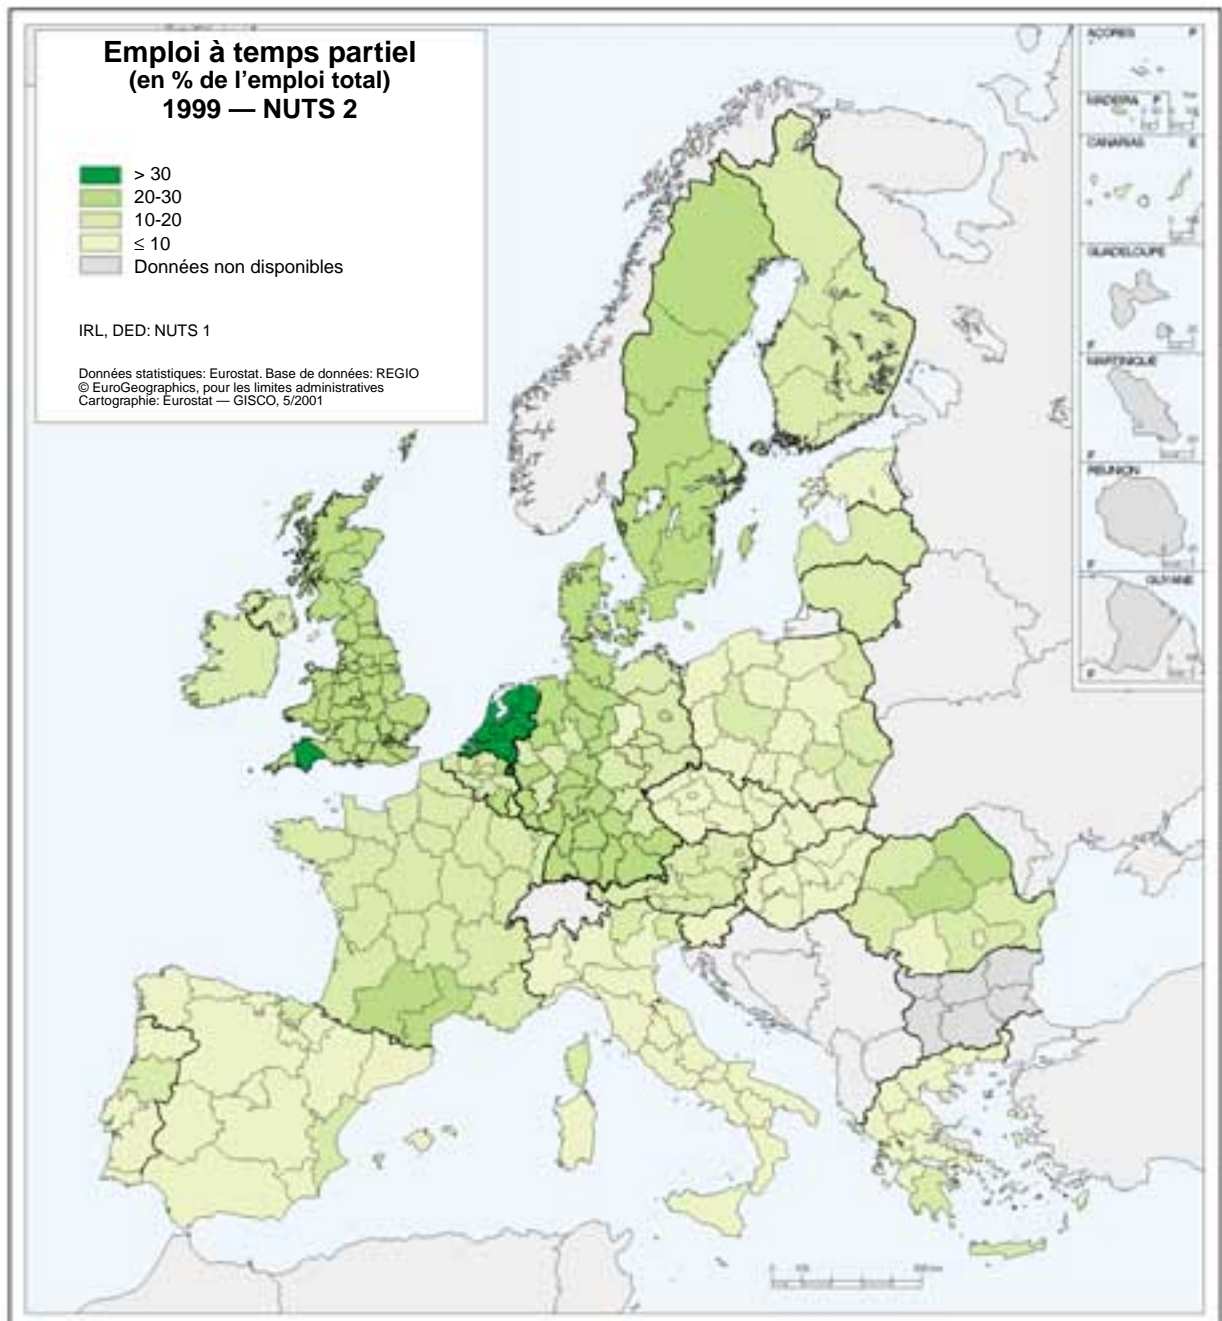 Emploi à temps partiel
(en % de l’emploi total)
1999 — NUTS 2
> 30
20-30
10-20
≤ 10
Données non disponibles
IRL, DED: NUTS 1
Données statistiques: Eurostat. Base de données: REGIO
© EuroGeographics, pour les limites administratives
Cartographie: Eurostat — GISCO, 5/2001
AÇORES P
MADEIRA P
CANARIAS E
GUADELOUPE
F
MARTINIQUE
F
REUNION
F
GUYANE
F
0